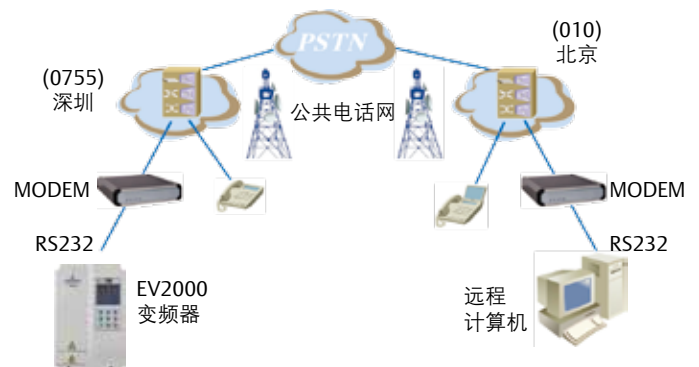 PSTN
(010)
北京
(0755)
深圳
公共电话网
MODEM
MODEM
RS232
RS232
EV2000
变频器
远程
计算机